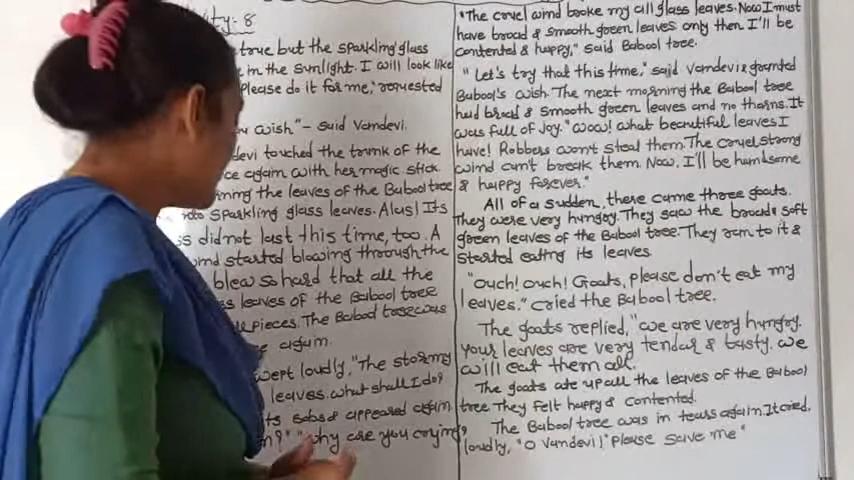 ity-8
true but the sparkling glass
e in the sunlight. I will look like
Please do it for me," requested
wish" – said Vandevi.
devi touched the trunk of the
ce again with her magic stick
ning the leaves of the Babool tree
nto sparkling glass leaves. Alas! Its
s did not last this time, too. A
wind started blowing through the
blew so hard that all the
ss leaves of the Babool tree
pieces. The Babool tree was
again.
wept loudly, "The stormy
leaves. what shall I do?
ts sobs & appeared again
n?" "why are you crying?
"The cruel wind broke my all glass leaves. Now I must
have broad & smooth green leaves only then I'll be
contented & happy," said Babool tree.
"Let's try that this time," said Vandevi & granted
Babool's wish. The next morning the Babool tree
had broad & smooth green leaves and no thorns. It
was full of joy. "wow! what beautiful leaves I
have! Robbers won't steal them. The cruel strong
wind can't break them. Now, I'll be handsome
& happy forever."
All of a sudden, there came three goats.
They were very hungry. They saw the broad & soft
green leaves of the Babool tree. They ran to it &
started eating its leaves
"Ouch! ouch! Goats, please don't eat my
leaves." cried the Babool tree.
The goats replied, "we are very hungry.
Your leaves are very tendar & tasty. we
will eat them all.
The goats ate up all the leaves of the Babool
tree. They felt happy & contented.
The Babool tree was in tears again. It cried,
loudly, "O Vandevi! Please save me"